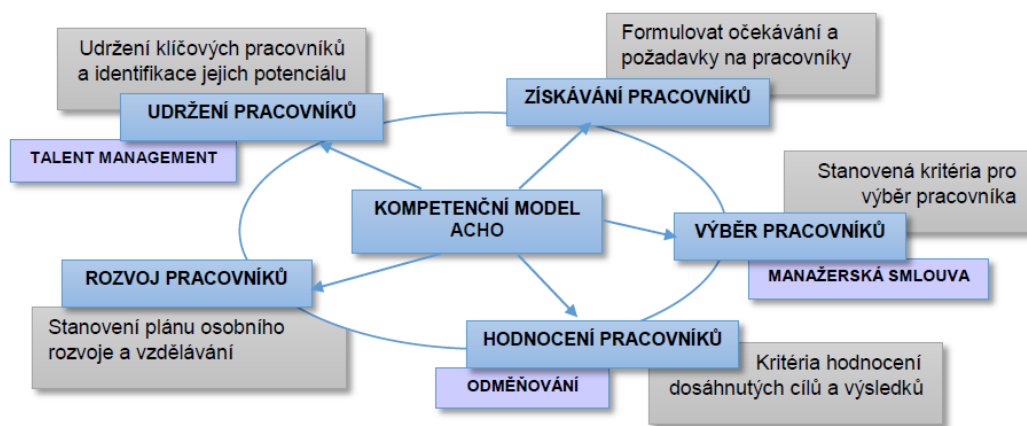 Udržení klíčových pracovníků
a identifikace jejich potenciálu
UDRŽENÍ PRACOVNÍKŮ
TALENT MANAGEMENT
Formulovat očekávání a
požadavky na pracovníky
ZÍSKÁVÁNÍ PRACOVNÍKŮ
KOMPETENČNÍ MODEL
ACHO
Stanovená kritéria pro
výběr pracovníka
VÝBĚR PRACOVNÍKŮ
MANAŽERSKÁ SMLOUVA
ROZVOJ PRACOVNÍKŮ
Stanovení plánu osobního
rozvoje a vzdělávání
HODNOCENÍ PRACOVNÍKŮ
ODMĚŇOVÁNÍ
Kritéria hodnocení
dosáhnutých cílů a výsledků